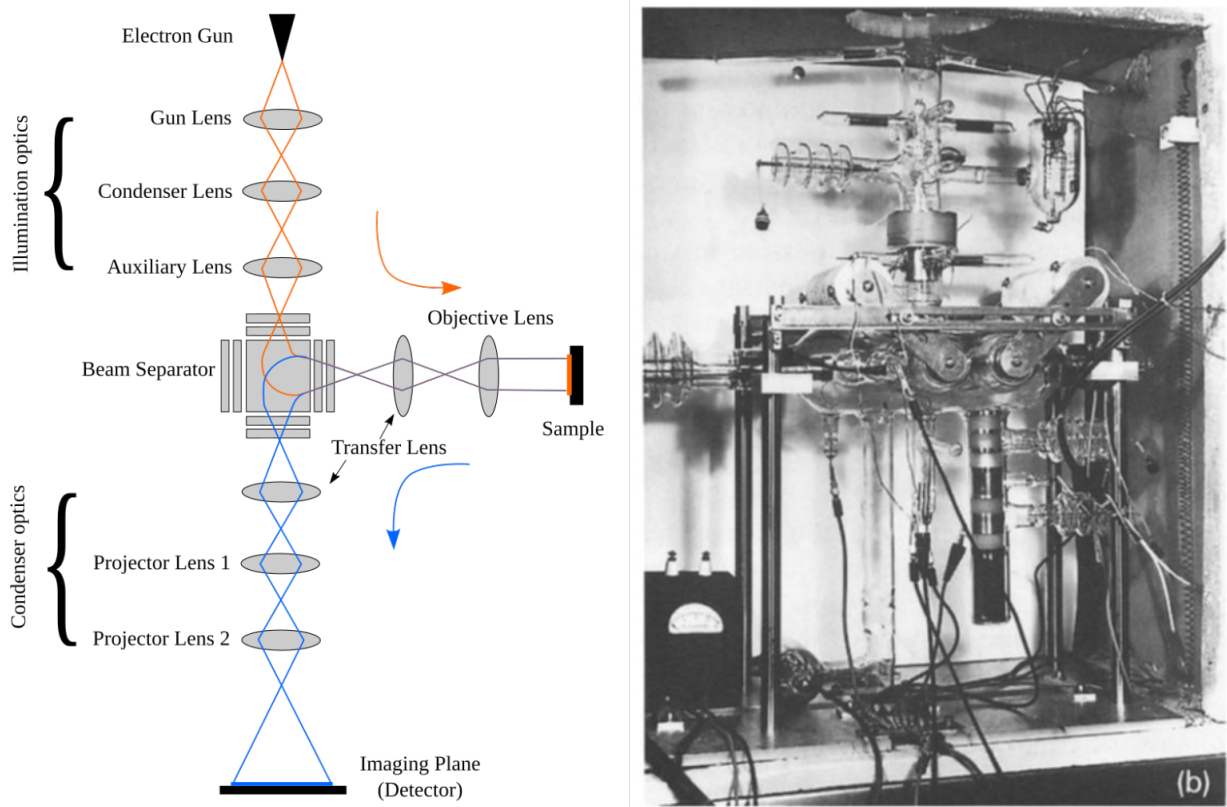 Electron Gun
Illumination optics
Gun Lens
Condenser Lens
Auxiliary Lens
Objective Lens
Beam Separator
Sample
Transfer Lens
Condenser optics
Projector Lens 1
Projector Lens 2
Imaging Plane
(Detector)
(b)